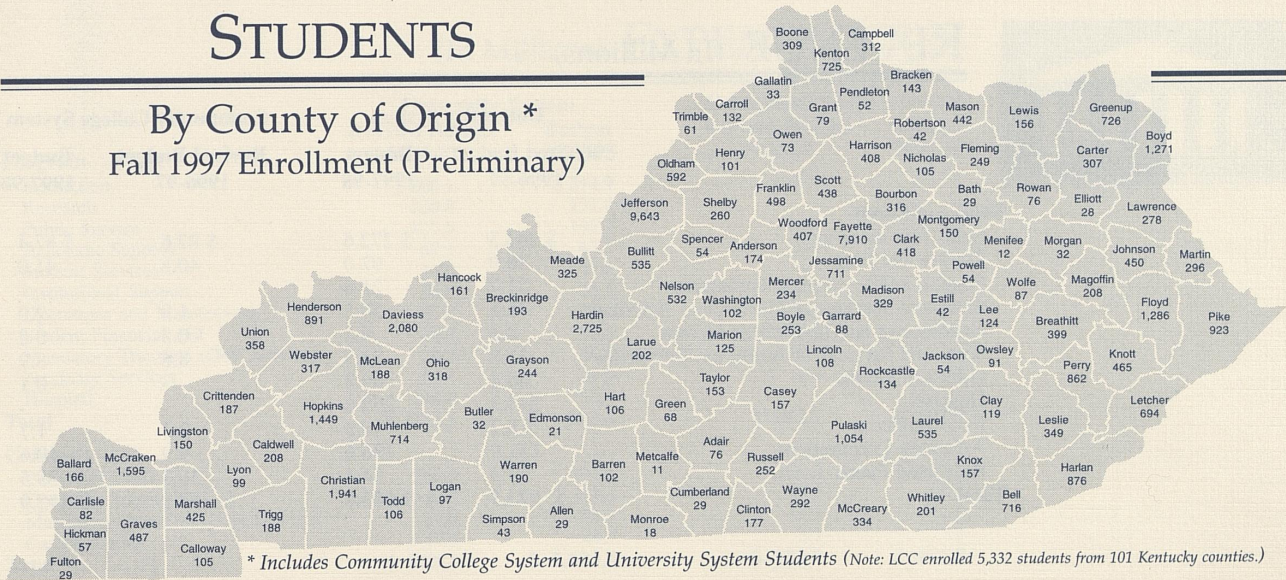 STUDENTS
By County of Origin *
Fall 1997 Enrollment (Preliminary)
Boone
309
Kenton
725
Campbell
312
Gallatin
33
Carroll
132
Trimble
61
Grant
79
Pendleton
52
Bracken
143
Robertson
42
Mason
442
Lewis
156
Greenup
726
Boyd
1,271
Oldham
592
Henry
101
Owen
73
Harrison
408
Nicholas
105
Fleming
249
Carter
307
Jefferson
9,643
Shelby
260
Franklin
498
Scott
438
Bourbon
316
Bath
29
Rowan
76
Elliott
28
Lawrence
278
Bullitt
535
Spencer
54
Anderson
174
Woodford
407
Fayette
7,910
Jessamine
711
Clark
418
Montgomery
150
Menifee
12
Morgan
32
Johnson
450
Martin
296
Meade
325
Hancock
161
Breckinridge
193
Hardin
2,725
Nelson
532
Washington
102
Mercer
234
Boyle
253
Garrard
88
Madison
329
Estill
42
Powell
54
Lee
124
Wolfe
87
Magoffin
208
Breathitt
399
Floyd
1,286
Pike
923
Henderson
891
Union
358
Webster
317
Daviess
2,080
McLean
188
Ohio
318
Grayson
244
Larue
202
Marion
125
Lincoln
108
Rockcastle
134
Jackson
54
Owsley
91
Perry
862
Knott
465
Letcher
694
Crittenden
187
Hopkins
1,449
Muhlenberg
714
Butler
32
Edmonson
21
Hart
106
Green
68
Taylor
153
Casey
157
Pulaski
1,054
Laurel
535
Clay
119
Leslie
349
Livingston
150
Caldwell
208
Lyon
99
Christian
1,941
Todd
106
Logan
97
Warren
190
Barren
102
Metcalfe
11
Adair
76
Russell
252
Knox
157
Harlan
876
Ballard
166
McCraken
1,595
Carlisle
82
Graves
487
Marshall
425
Trigg
188
Simpson
43
Allen
29
Monroe
18
Cumberland
29
Clinton
177
Wayne
292
McCreary
334
Whitley
201
Bell
716
Hickman
57
Fulton
29
Calloway
105
* Includes Community College System and University System Students (Note: LCC enrolled 5,332 students from 101 Kentucky counties.)